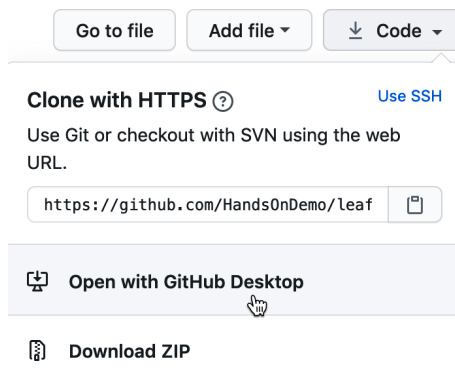 Go to file
Add file
Code
Clone with HTTPS
Use SSH
Use Git or checkout with SVN using the web
URL.
https://github.com/HandsOnDemo/leaf
Open with GitHub Desktop
Download ZIP